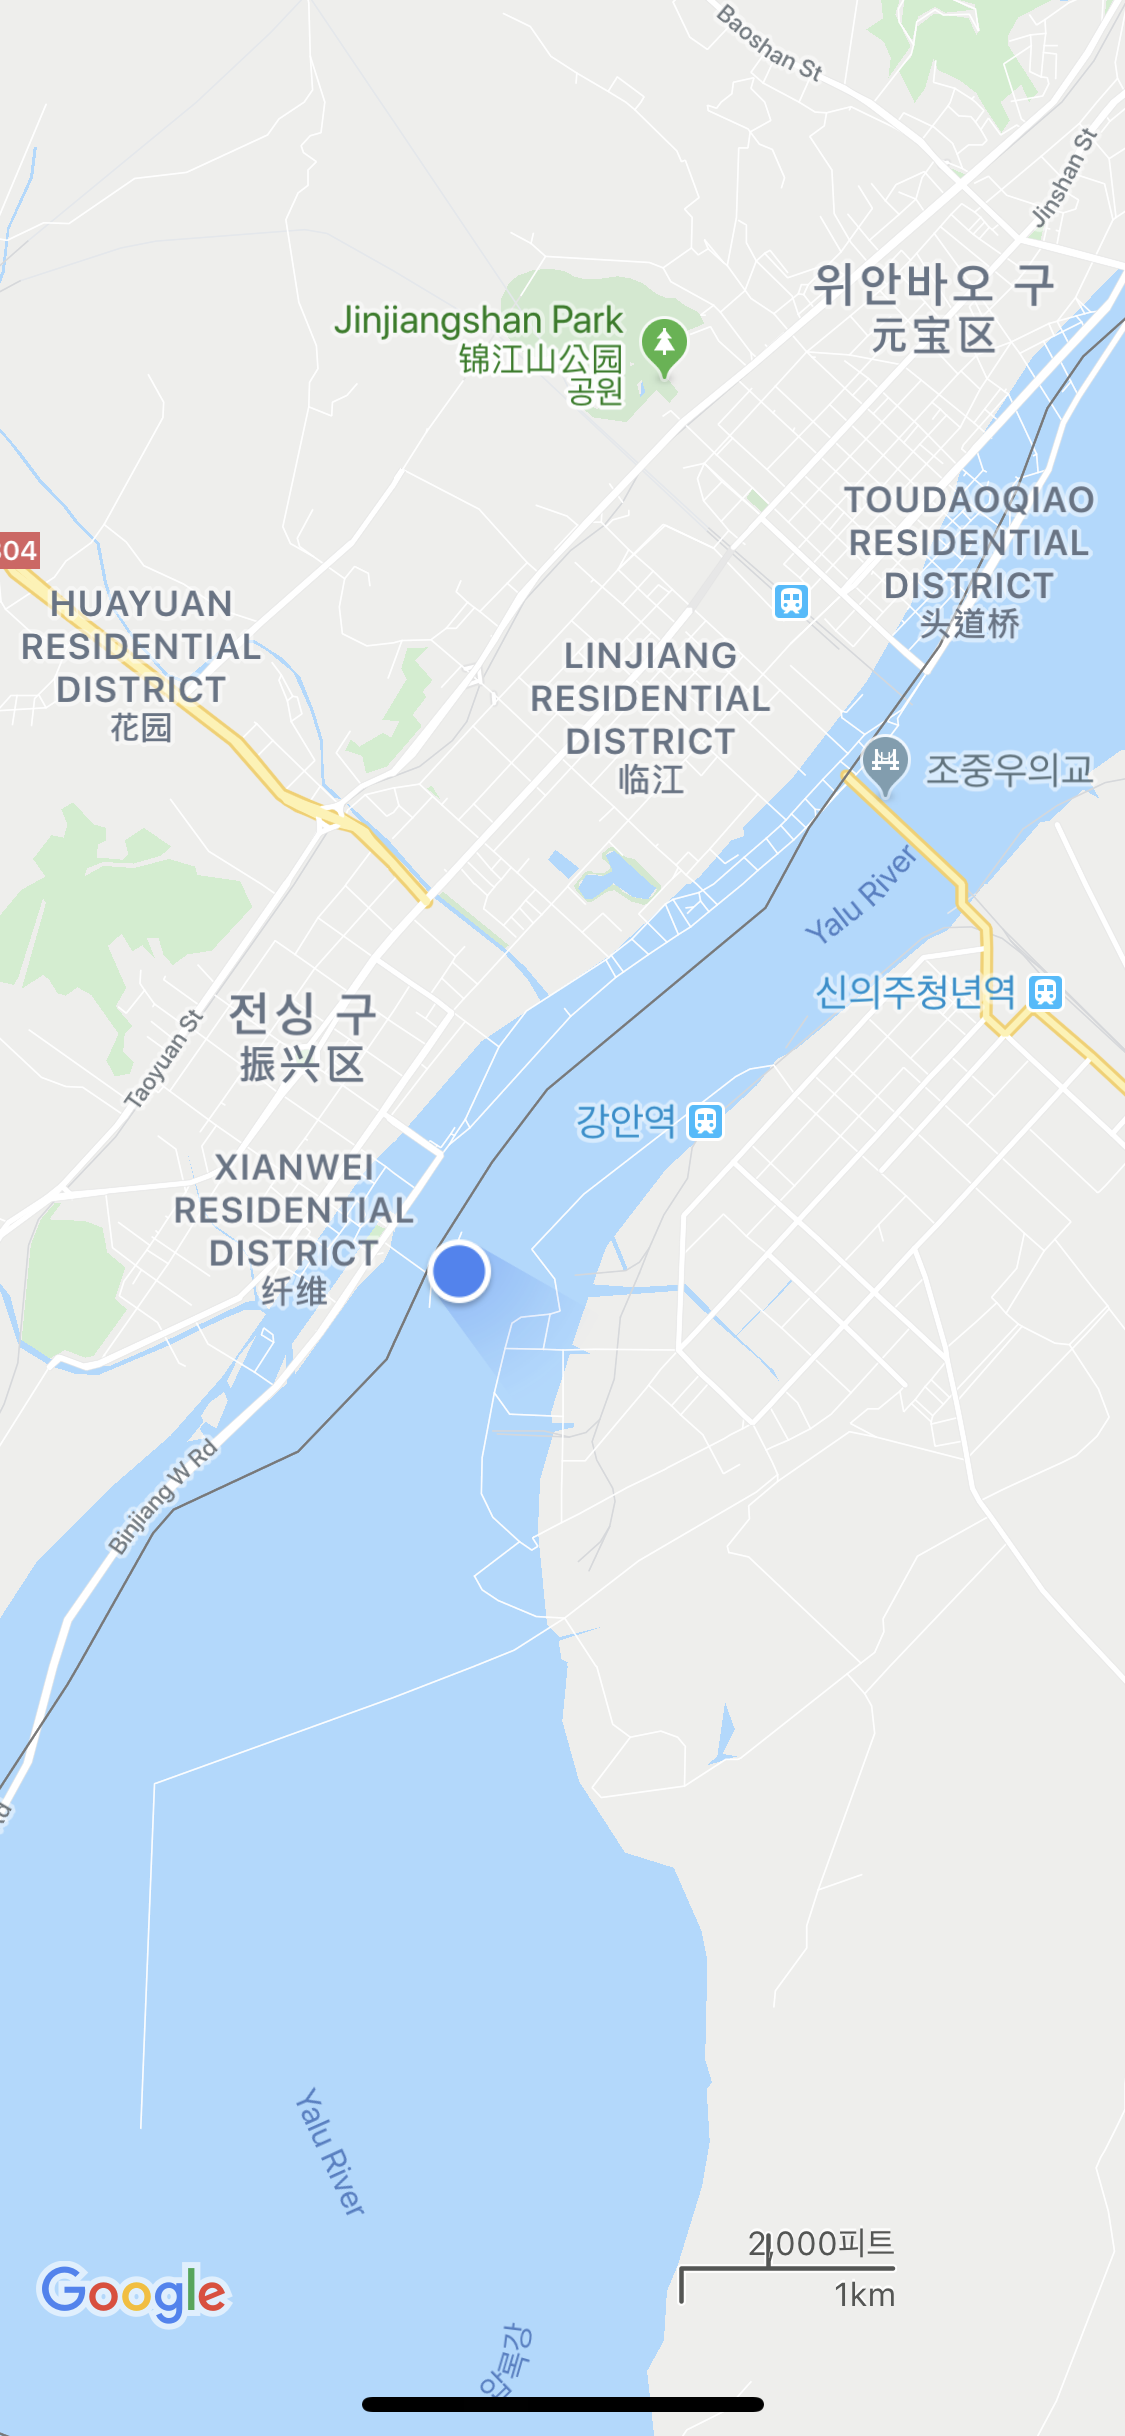 Baoshan St
Jinshan St
위안바오 구
元宝区
Jinjiangshan Park
锦江山公园
공원
TOUDAOQIAO
RESIDENTIAL
DISTRICT
头道桥
304
HUAYUAN
RESIDENTIAL
DISTRICT
花园
LINJIANG
RESIDENTIAL
DISTRICT
临江
조중우의교
Yalu River
신의주청년역
전싱 구
振兴区
Taoyuan St
강안역
XIANWEI
RESIDENTIAL
DISTRICT
纤维
Binjiang W Rd
Yalu River
2,000피트
1km
Google
압록강